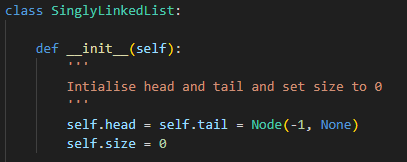 class SinglyLinkedList:
def __init__(self):
'''
Intialise head and tail and set size to 0
'''
self.head = self.tail = Node(-1, None)
self.size = 0